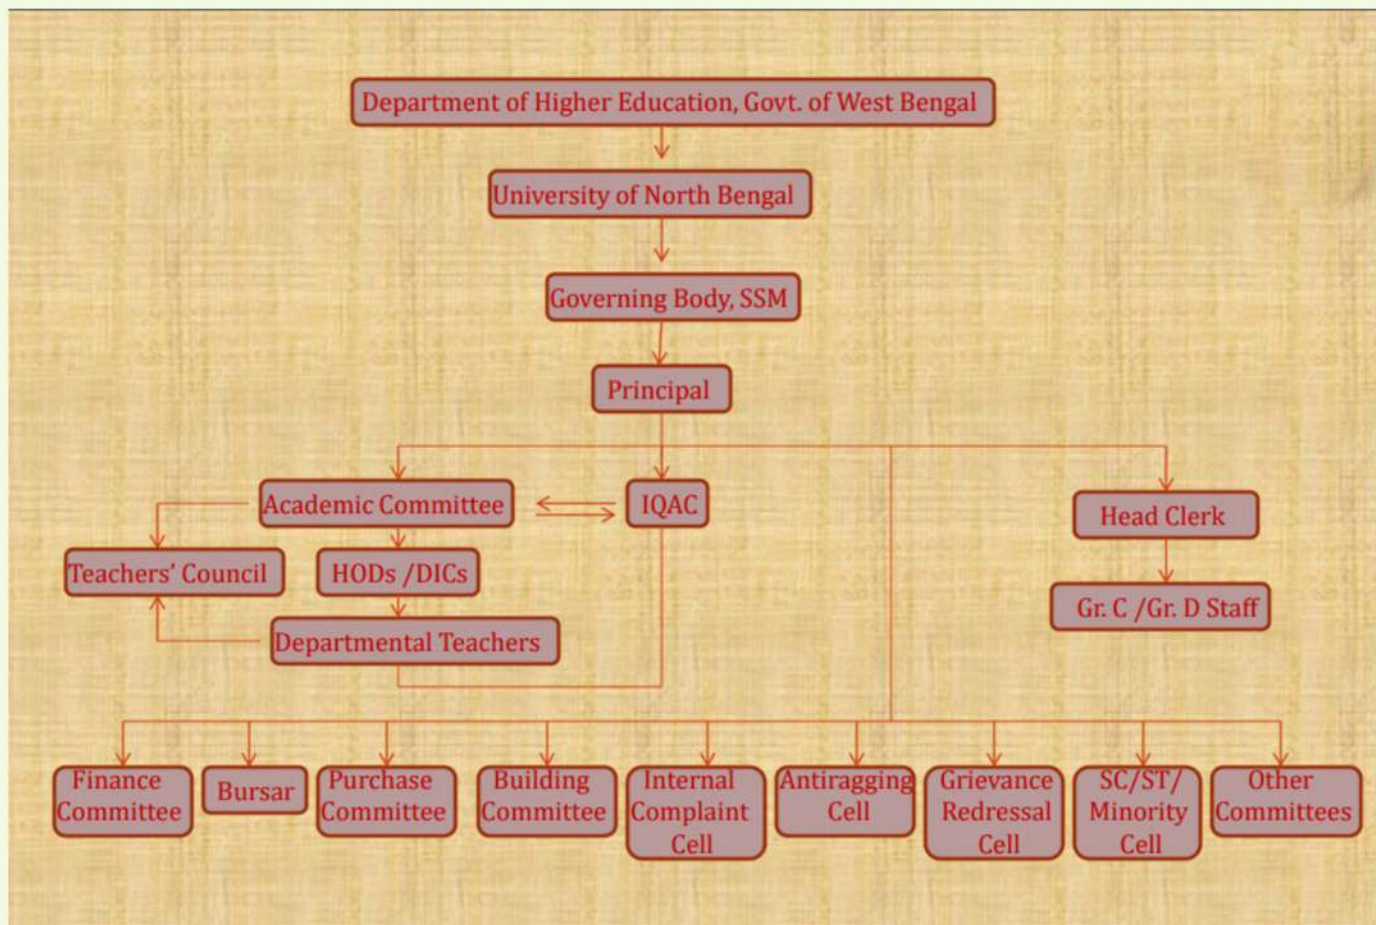 Department of Higher Education, Govt. of West Bengal
University of North Bengal
Governing Body, SSM
Principal
Academic Committee
IQAC
Head Clerk
Teachers' Council
HODs /DICs
Gr. C /Gr. D Staff
Departmental Teachers
Finance
Committee
Bursar
Purchase
Committee
Building
Committee
Internal
Complaint
Cell
Antiragging
Cell
Grievance
Redressal
Cell
SC/ST/
Minority
Cell
Other
Committees